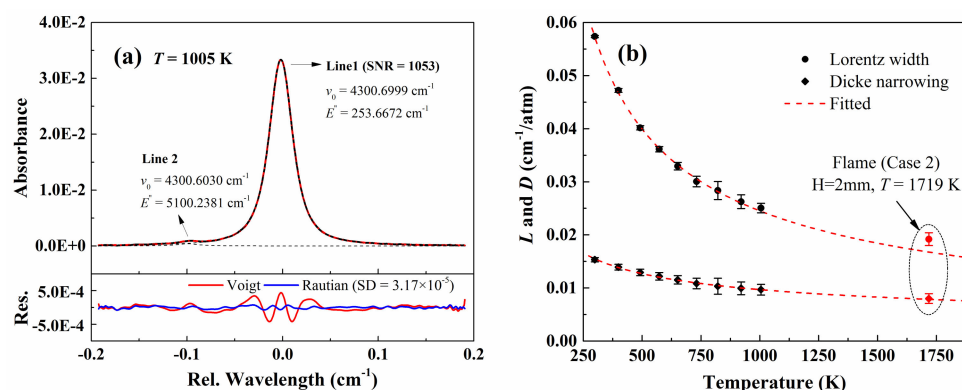 4.0E-2
3.0E-2
2.0E-2
1.0E-2
0.0E+0
Absorbance
(a) T = 1005 K
Line1 (SNR = 1053)
v0 = 4300.6999 cm-1
E" = 253.6672 cm-1
Line 2
v0 = 4300.6030 cm-1
E" = 5100.2381 cm-1
5.0E-4
-5.0E-4
Res.
Voigt Rautian (SD = 3.17×10-5)
-0.2 -0.1 0.0 0.1 0.2
Rel. Wavelength (cm-1)
0.06
0.05
0.04
0.03
0.02
0.01
0.00
L and D (cm-1/atm)
(b)
Lorentz width
Dicke narrowing
Fitted
Flame (Case 2)
H=2mm, T = 1719 K
250 500 750 1000 1250 1500 1750
Temperature (K)